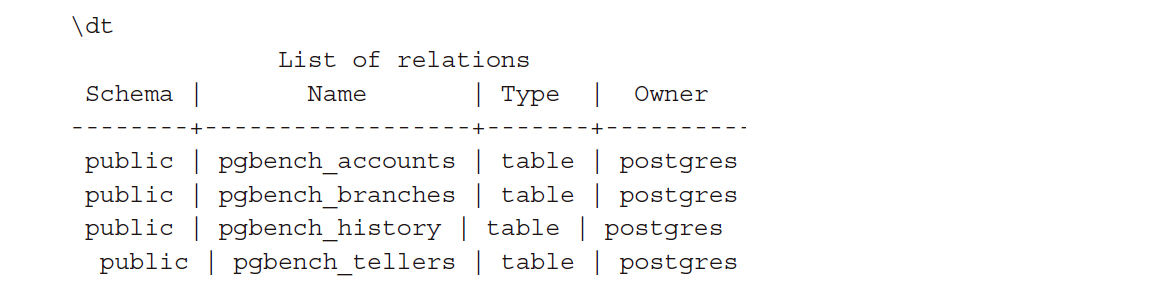 \dt
              List of relations
 Schema |       Name       | Type  |  Owner
--------+------------------+-------+----------
 public | pgbench_accounts | table | postgres
 public | pgbench_branches | table | postgres
 public | pgbench_history | table | postgres
  public | pgbench_tellers | table | postgres